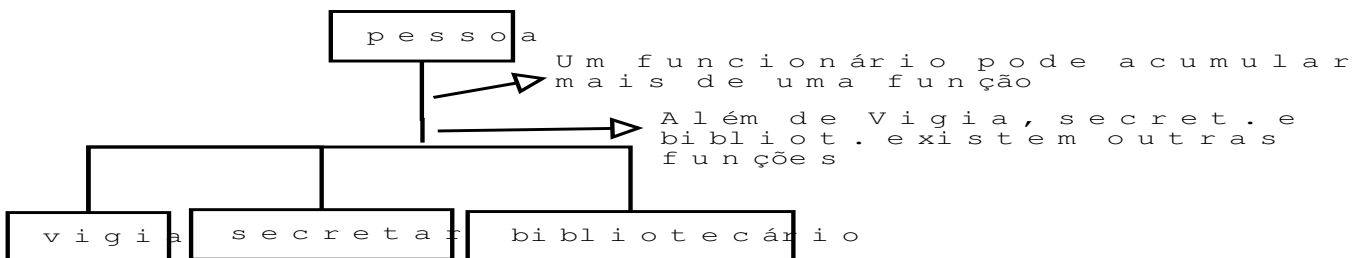 pessoa
Um funcionário pode acumular
mais de uma função
Além de Vigia, secret. e
bibliot. existem outras
funções
vigia
secretar
bibliotecário